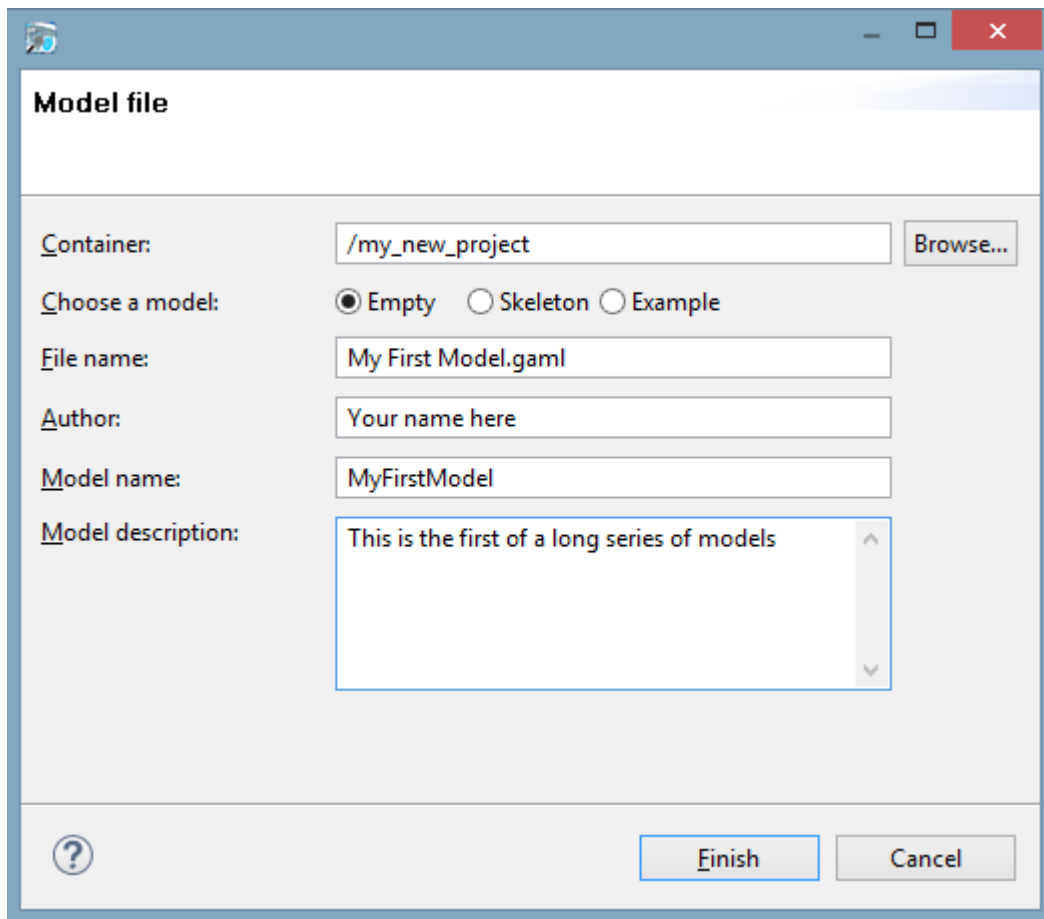 Model file
Container: /my_new_project Browse...
Choose a model: Empty Skeleton Example
File name: My First Model.gaml
Author: Your name here
Model name: MyFirstModel
Model description: This is the first of a long series of models
? Finish Cancel